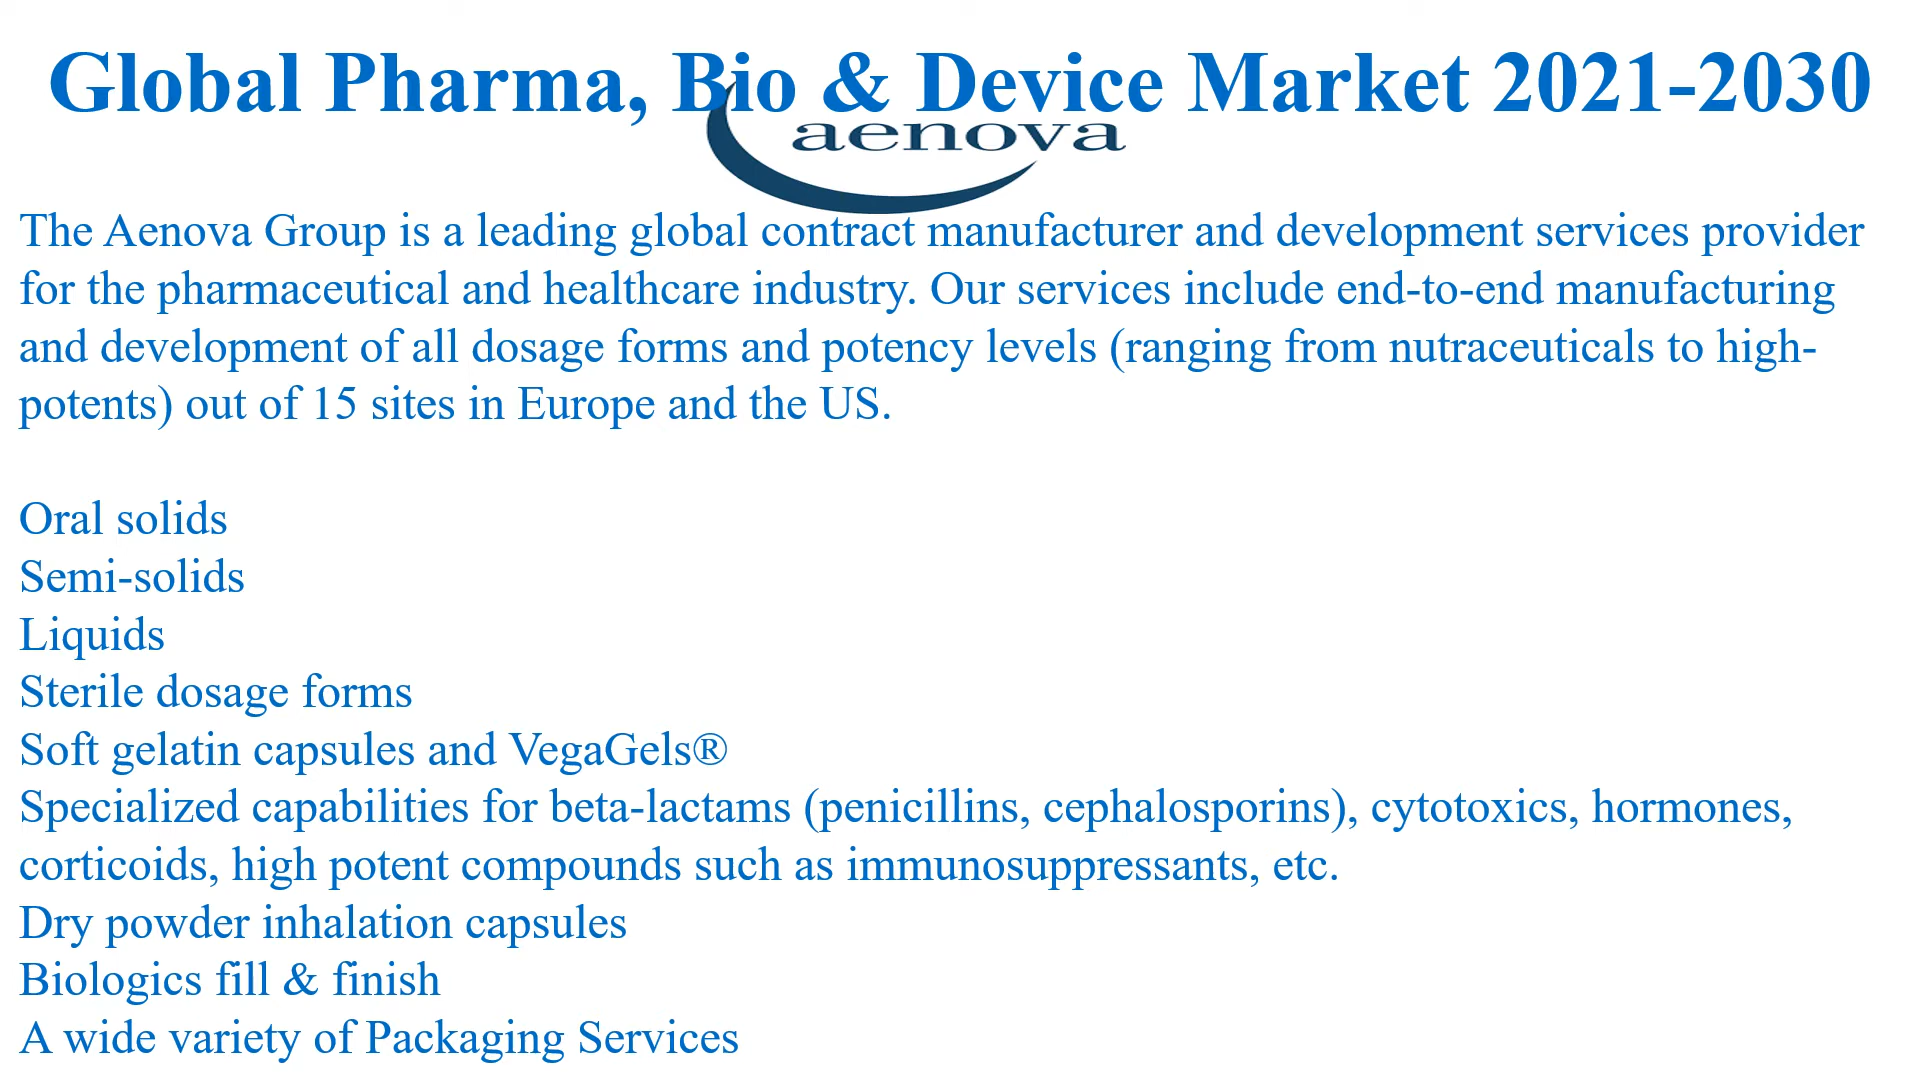 Global Pharma, Bio & Device Market 2021-2030
aenova
The Aenova Group is a leading global contract manufacturer and development services provider
for the pharmaceutical and healthcare industry. Our services include end-to-end manufacturing
and development of all dosage forms and potency levels (ranging from nutraceuticals to high-
potents) out of 15 sites in Europe and the US.
Oral solids
Semi-solids
Liquids
Sterile dosage forms
Soft gelatin capsules and VegaGels®
Specialized capabilities for beta-lactams (penicillins, cephalosporins), cytotoxics, hormones,
corticoids, high potent compounds such as immunosuppressants, etc.
Dry powder inhalation capsules
Biologics fill & finish
A wide variety of Packaging Services